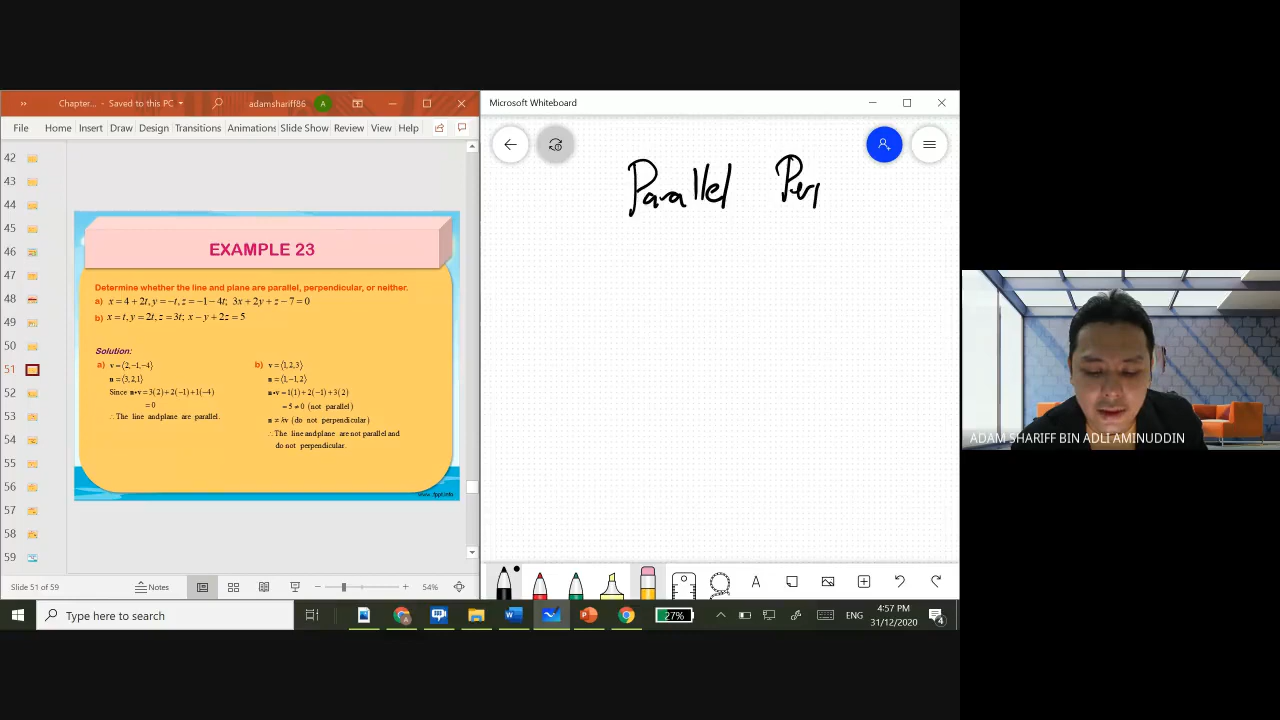 Chapter... - Saved to this PC
adamshariff86
A
File Home Insert Draw Design Transitions Animations Slide Show Review View Help
42
43
44
45
46
47
48
49
50
51
52
53
54
55
56
57
58
59
EXAMPLE 23
Determine whether the line and plane are parallel, perpendicular, or neither.
a) x = 4 + 2t, y = −t, z = −1 − 4t; 3x + 2y + z − 7 = 0
b) x = t, y = 2t, z = 3t; x − y + 2z = 5
Solution:
a) v = ⟨2, −1, −4⟩
n = ⟨3, 2, 1⟩
Since n•v = 3(2) + 2(−1) + 1(−4)
= 0
∴ The line and plane are parallel.
b) v = ⟨1, 2, 3⟩
n = ⟨1, −1, 2⟩
n•v = 1(1) + 2(−1) + 3(2)
= 5 ≠ 0 (not parallel)
n ≠ kv (do not perpendicular)
∴ The line and plane are not parallel and
do not perpendicular.
Slide 51 of 59
Notes
54%
Microsoft Whiteboard
Parallel Per
ADAM SHARIFF BIN ADLI AMINUDDIN
Type here to search
27%
ENG
4:57 PM
31/12/2020
4